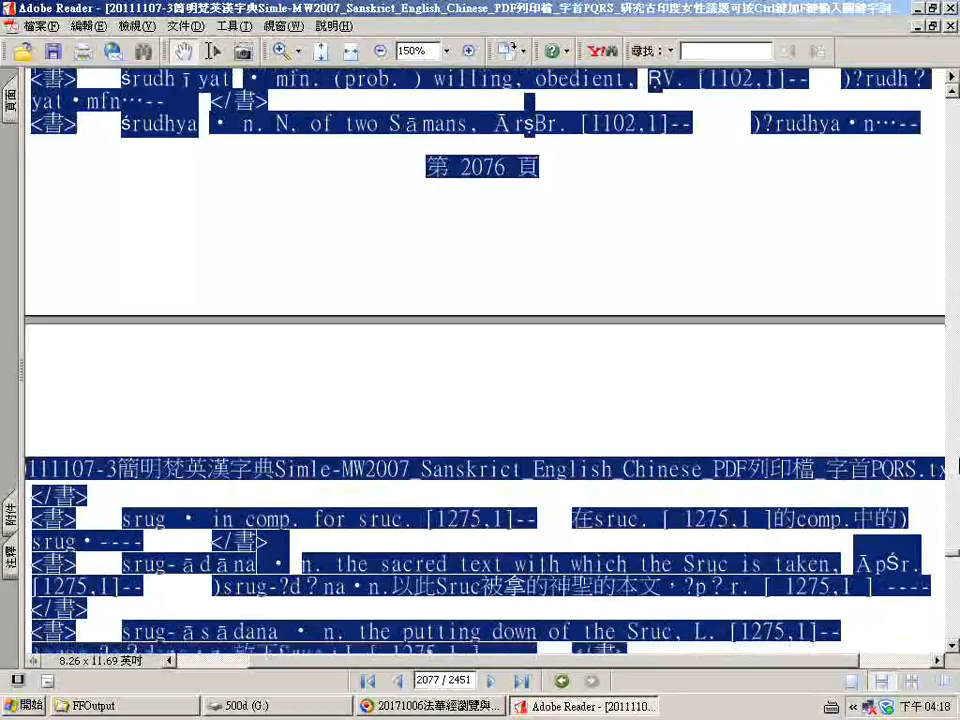 Adobe Reader - [20111107-3簡明梵英漢字典Simle-MW2007_Sanskrict_English_Chinese_PDF列印檔_字首PQRS_研究古印度女性議題可按Ctrl鍵加F鍵輸入關鍵字詞
檔案(F) 編輯(E) 檢視(V) 文件(D) 工具(T) 視窗(W) 說明(H)
150% Y! 尋找：
頁面
<書> śrudhīyat • mfn. (prob. ) willing, obedient, ṚV. [1102,1]-- )?rudh？
yat•mfn…-- </書>
<書> śrudhya • n. N. of two Sāmans, ĀrṣBr. [1102,1]-- )?rudhya•n…--
第 2076 頁
附件
注釋
111107-3簡明梵英漢字典Simle-MW2007_Sanskrict_English_Chinese_PDF列印檔_字首PQRS.tx
</書>
<書> srug • in comp. for sruc. [1275,1]-- 在sruc. [ 1275,1 ]的comp.中的)
srug•---- </書>
<書> srug-ādāna • n. the sacred text with which the Sruc is taken, ĀpŚr.
[1275,1]-- )srug-?d？na•n.以此Sruc被拿的神聖的本文，?p？r. [ 1275,1 ] ----
</書>
<書> srug-āsādana • n. the putting down of the Sruc, L. [1275,1]--
8.26 x 11.69 英吋
2077 / 2451
開始 FFOutput 500d (G:) 20171006法華經瀏覽與... Adobe Reader - [2011110... 下午 04:18